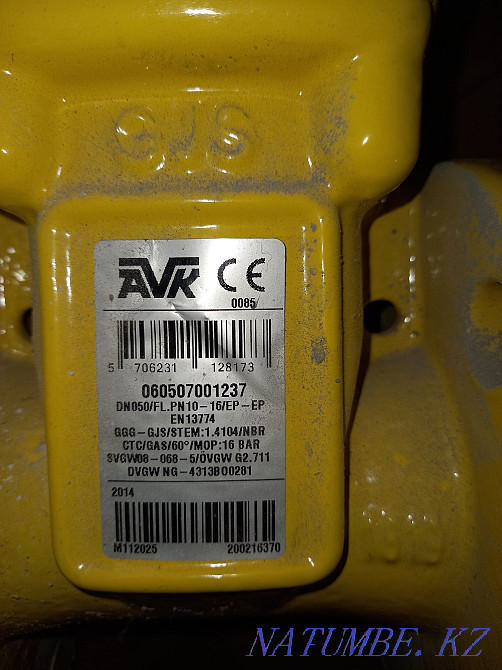 GJS
AVK CE
0085
5 706231 128173
060507001237
DN050/FL.PN10-16/EP-EP
EN13774
GGG-GJS/STEM:1.4104/NBR
CTC/GAS/60°/MOP:16 BAR
SVGW08-068-5/ÖVGW G2.711
DVGW NG-4313BO0281
2014
M112025 200216370
NATUMBE.KZ